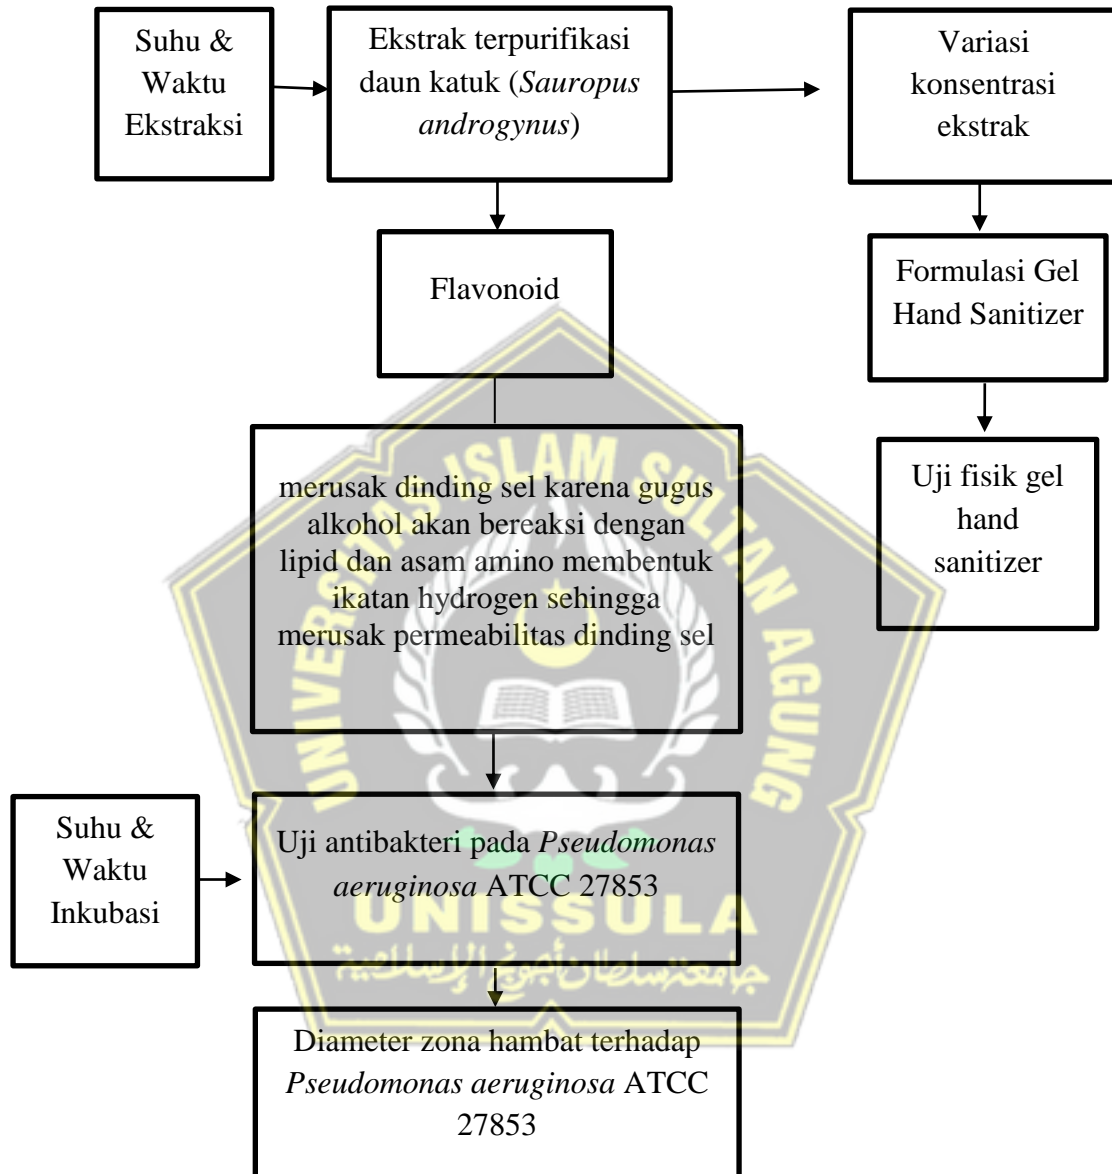 Suhu &
Waktu
Ekstraksi
Ekstrak terpurifikasi
daun katuk (Sauropus
androgynus)
Variasi
konsentrasi
ekstrak
Flavonoid
Formulasi Gel
Hand Sanitizer
merusak dinding sel karena gugus
alkohol akan bereaksi dengan
lipid dan asam amino membentuk
ikatan hydrogen sehingga
merusak permeabilitas dinding sel
Uji fisik gel
hand
sanitizer
Suhu &
Waktu
Inkubasi
Uji antibakteri pada Pseudomonas
aeruginosa ATCC 27853
Diameter zona hambat terhadap
Pseudomonas aeruginosa ATCC
27853
UNIVERSITAS ISLAM SULTAN AGUNG
UNISSULA
جامعتسلطان أبجونج الإسلامية